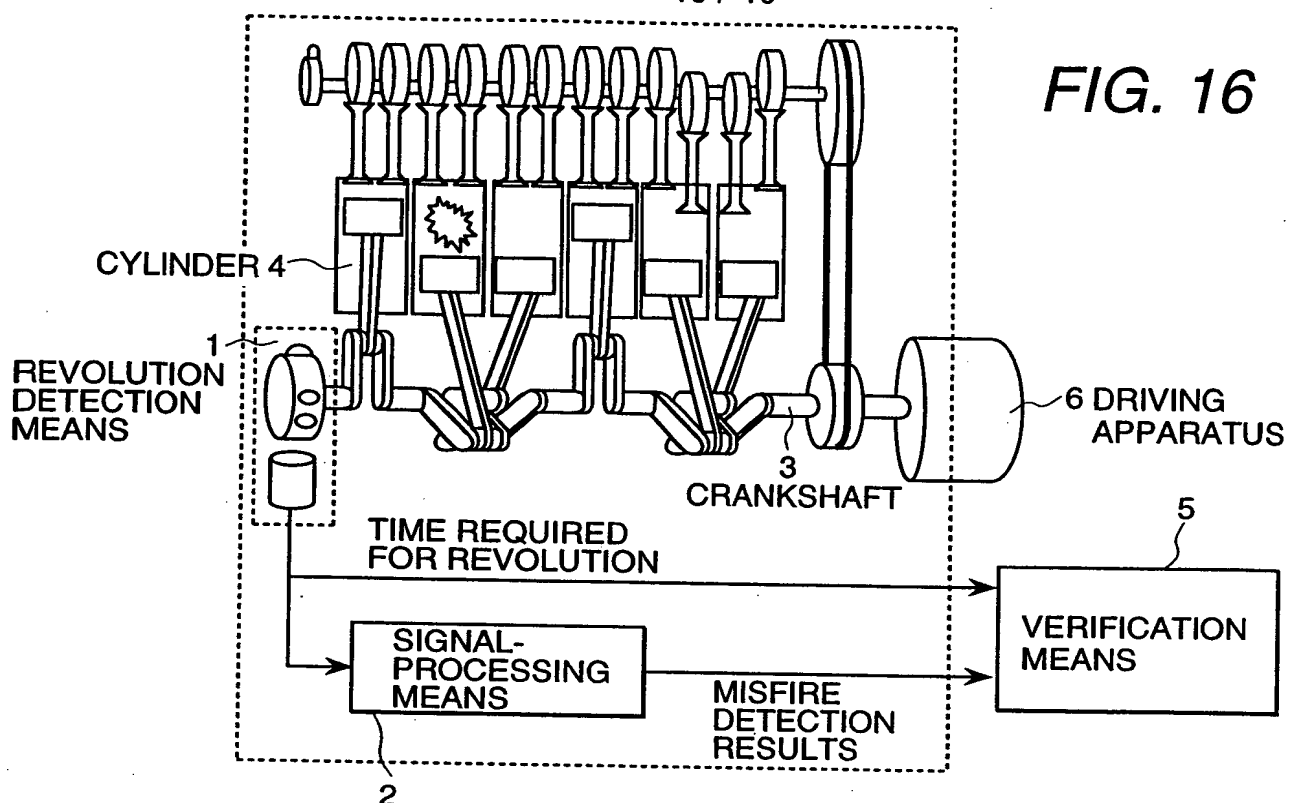 FIG. 16
CYLINDER 4
1
REVOLUTION
DETECTION
MEANS
6 DRIVING
APPARATUS
3
CRANKSHAFT
TIME REQUIRED
FOR REVOLUTION
5
VERIFICATION
MEANS
SIGNAL-
PROCESSING
MEANS
MISFIRE
DETECTION
RESULTS
2